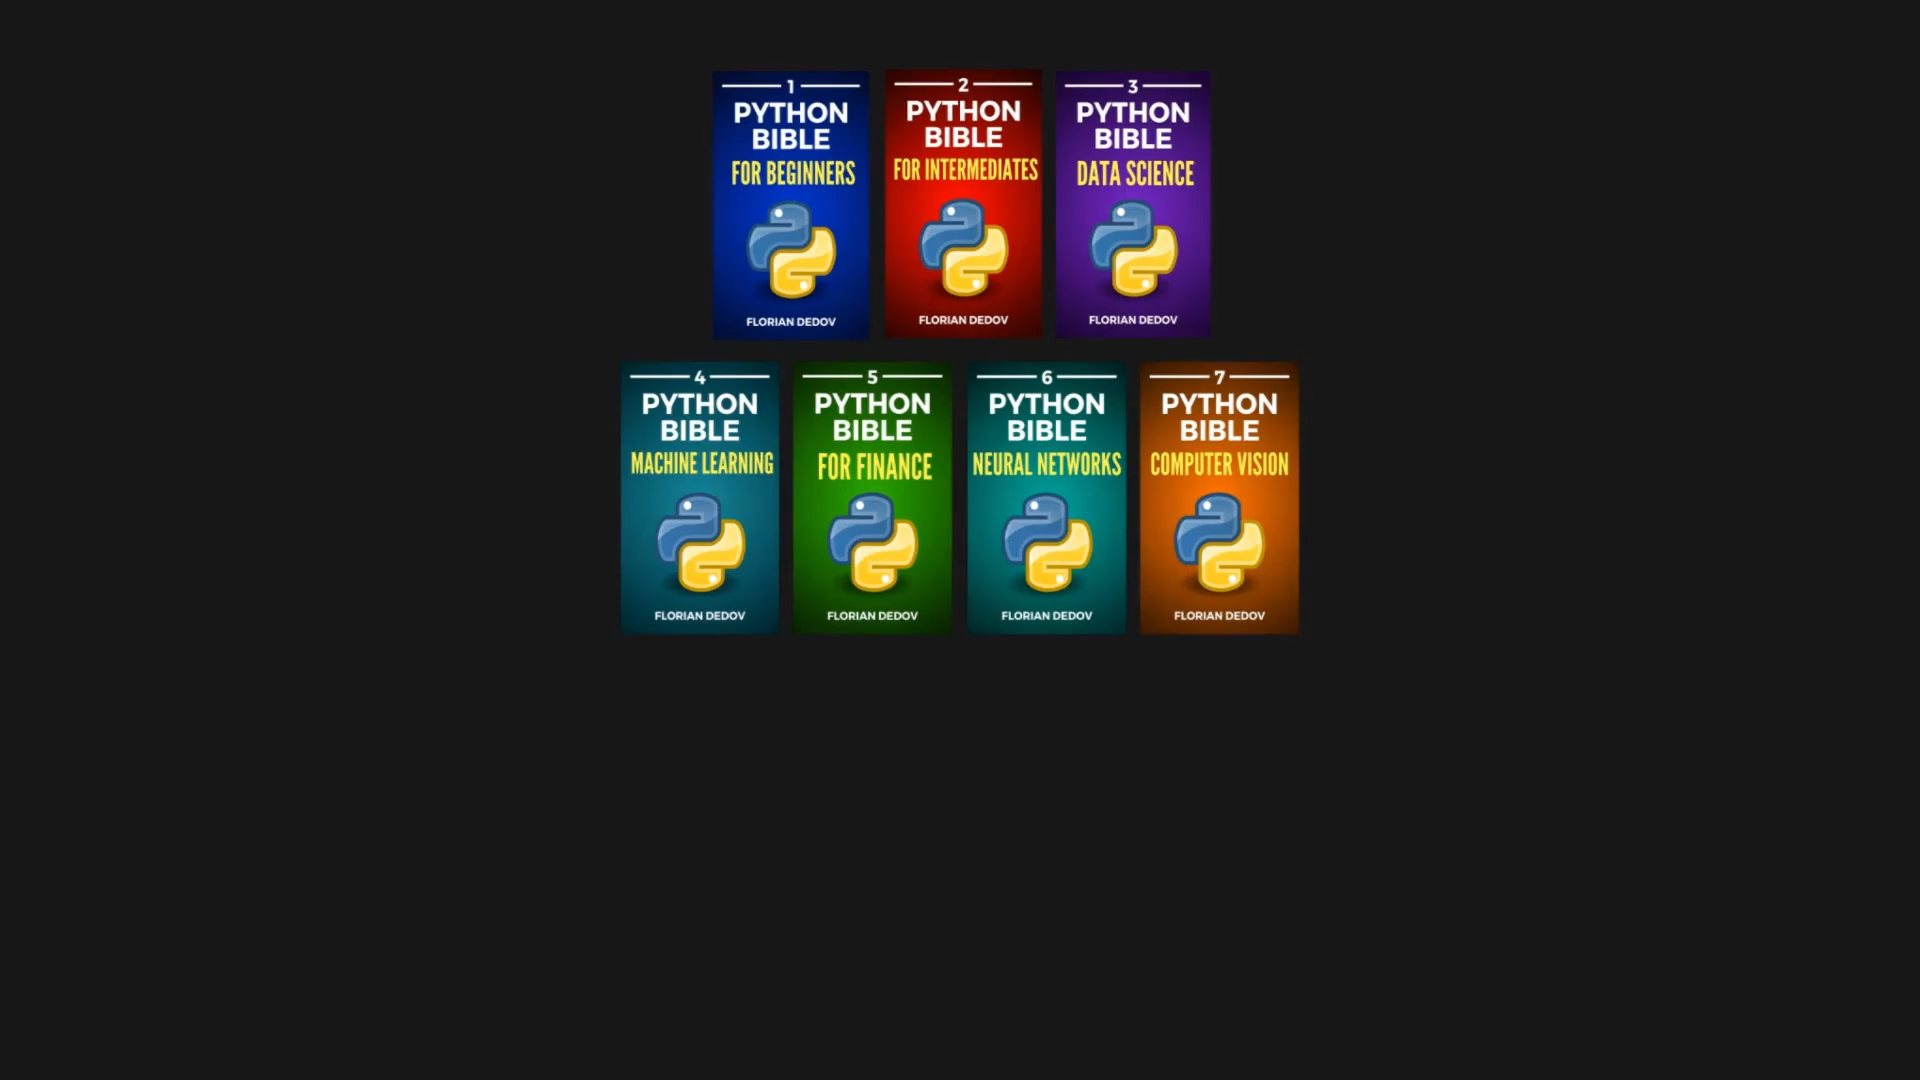 1
PYTHON
BIBLE
FOR BEGINNERS
FLORIAN DEDOV
2
PYTHON
BIBLE
FOR INTERMEDIATES
FLORIAN DEDOV
3
PYTHON
BIBLE
DATA SCIENCE
FLORIAN DEDOV
4
PYTHON
BIBLE
MACHINE LEARNING
FLORIAN DEDOV
5
PYTHON
BIBLE
FOR FINANCE
FLORIAN DEDOV
6
PYTHON
BIBLE
NEURAL NETWORKS
FLORIAN DEDOV
7
PYTHON
BIBLE
COMPUTER VISION
FLORIAN DEDOV